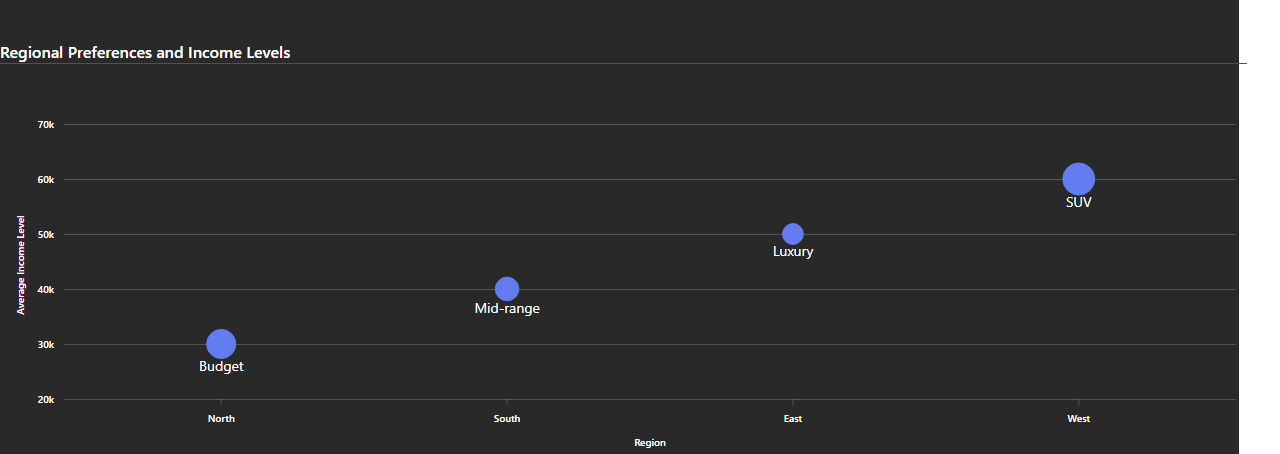 Regional Preferences and Income Levels
70k
60k
50k
40k
30k
20k
Average Income Level
SUV
Luxury
Mid-range
Budget
North
South
East
West
Region